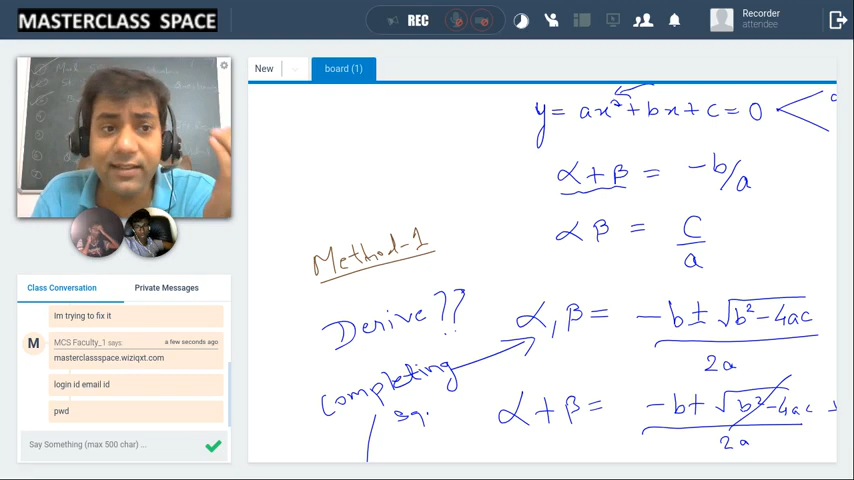 MASTERCLASS SPACE
REC
Recorder
attendee
New
board (1)
Class Conversation
Private Messages
Im trying to fix it
M
MCS Faculty_1 says:
a few seconds ago
masterclassspace.wiziqxt.com
login id email id
pwd
Say Something (max 500 char) ...
y = ax² + bx + c = 0
α + β = -b/a
αβ = c/a
Method-1
Derive??
α, β = -b ± √b² - 4ac / 2a
Completing
sq.
α + β = -b + √b² - 4ac / 2a +